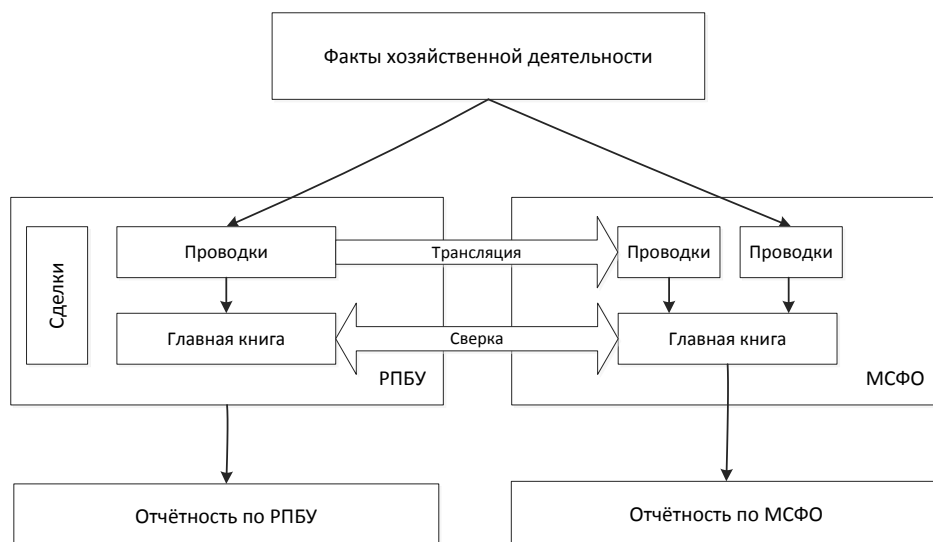 Факты хозяйственной деятельности
Сделки
Проводки
Трансляция
Проводки
Проводки
Главная книга
Сверка
Главная книга
РПБУ
МСФО
Отчётность по РПБУ
Отчётность по МСФО